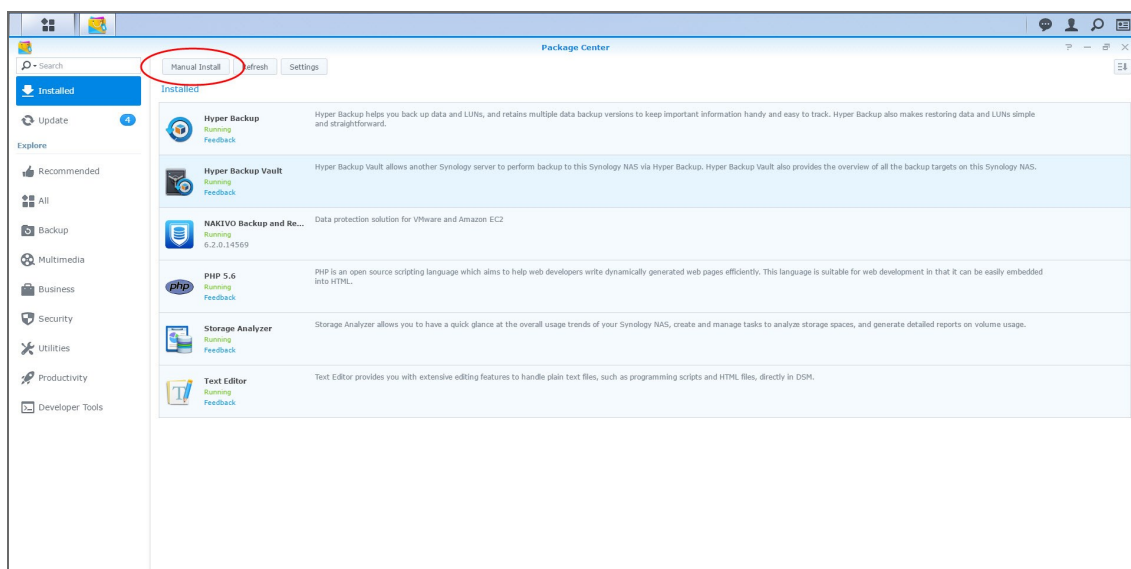 Package Center
Search
Manual Install
Refresh
Settings
Installed
Installed
Update
4
Explore
Recommended
All
Backup
Multimedia
Business
Security
Utilities
Productivity
Developer Tools
Hyper Backup
Running
Feedback
Hyper Backup helps you back up data and LUNs, and retains multiple data backup versions to keep important information handy and easy to track. Hyper Backup also makes restoring data and LUNs simple
and straightforward.
Hyper Backup Vault
Running
Feedback
Hyper Backup Vault allows another Synology server to perform backup to this Synology NAS via Hyper Backup. Hyper Backup Vault also provides the overview of all the backup targets on this Synology NAS.
NAKIVO Backup and Re...
Running
6.2.0.14569
Data protection solution for VMware and Amazon EC2
php
PHP 5.6
Running
Feedback
PHP is an open source scripting language which aims to help web developers write dynamically generated web pages efficiently. This language is suitable for web development in that it can be easily embedded
into HTML.
Storage Analyzer
Running
Feedback
Storage Analyzer allows you to have a quick glance at the overall usage trends of your Synology NAS, create and manage tasks to analyze storage spaces, and generate detailed reports on volume usage.
Text Editor
Running
Feedback
Text Editor provides you with extensive editing features to handle plain text files, such as programming scripts and HTML files, directly in DSM.